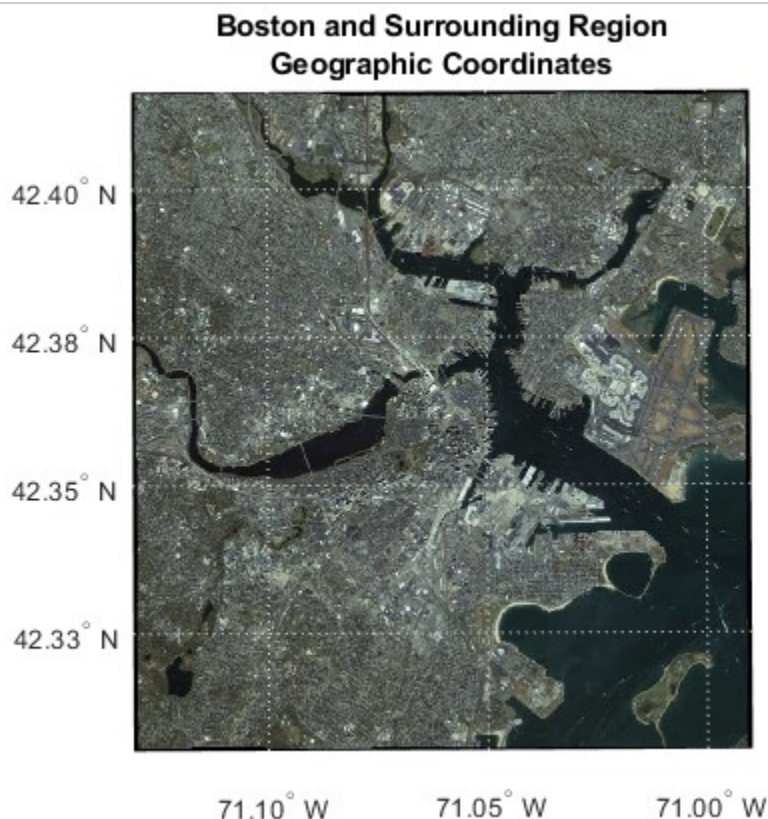 Boston and Surrounding Region
Geographic Coordinates
42.40° N
42.38° N
42.35° N
42.33° N
71.10° W
71.05° W
71.00° W